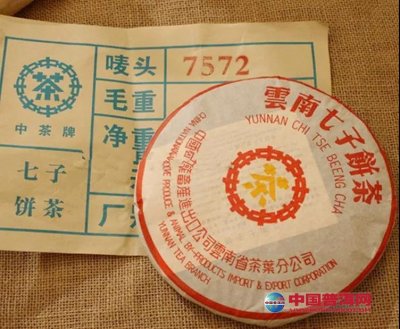 唛头
7572
毛重
净重
厂
中茶牌
七子
饼茶
茶
雲南七子餅茶
YUNNAN CHI TSE BEENG CHA
茶
中國土產畜產進出口公司雲南省茶葉分公司
CHINA NATIONAL NATIVE PRODUCE & ANIMAL BY-PRODUCTS IMPORT & EXPORT CORPORATION
YUNNAN TEA BRANCH
中国普洱网